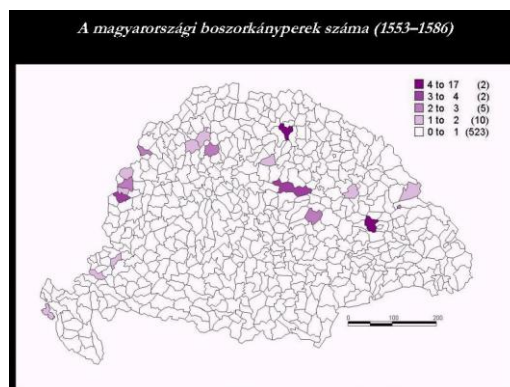 A magyarországi boszorkányperek száma (1553–1586)
4 to 17 (2)
3 to 4 (2)
2 to 3 (5)
1 to 2 (10)
0 to 1 (523)
0 100 200